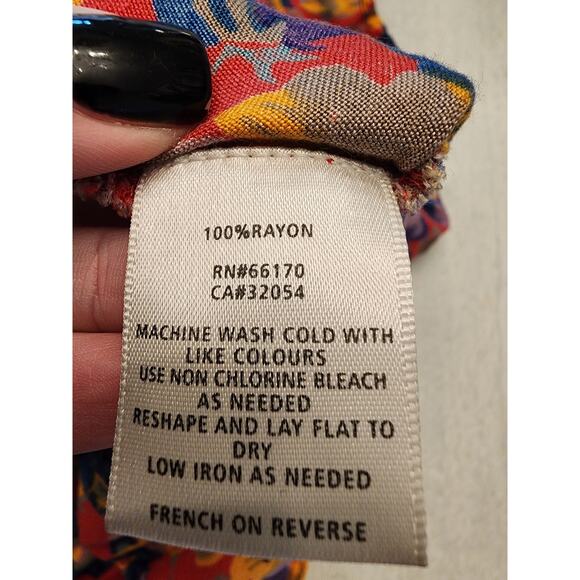 100%RAYON
RN#66170
CA#32054
MACHINE WASH COLD WITH
LIKE COLOURS
USE NON CHLORINE BLEACH
AS NEEDED
RESHAPE AND LAY FLAT TO
DRY
LOW IRON AS NEEDED
FRENCH ON REVERSE